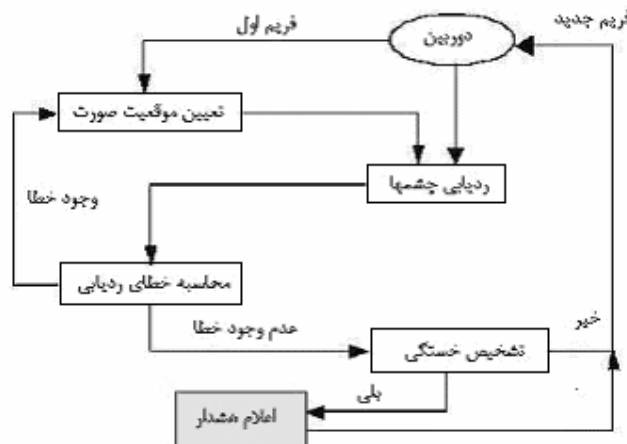 فریم جدید
فریم اول
دوربین
تعیین موقعیت صورت
ردیابی چشمها
وجود خطا
محاسبه خطای ردیابی
عدم وجود خطا
خیر
تشخیص خستگی
بلی
اعلام هشدار